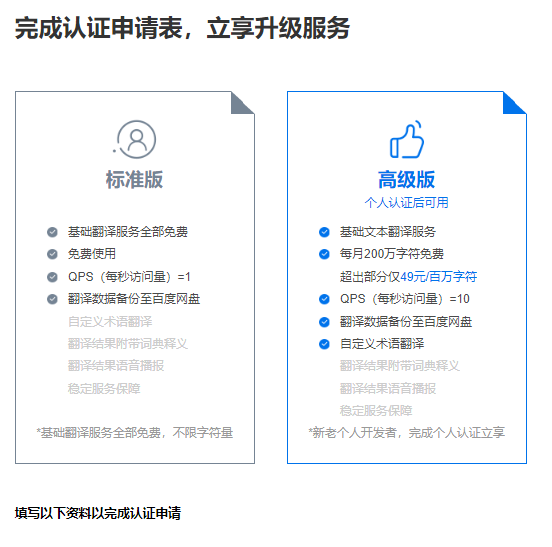 完成认证申请表，立享升级服务
标准版
基础翻译服务全部免费
免费使用
QPS（每秒访问量）=1
翻译数据备份至百度网盘
自定义术语翻译
翻译结果附带词典释义
翻译结果语音播报
稳定服务保障
*基础翻译服务全部免费，不限字符量
高级版
个人认证后可用
基础文本翻译服务
每月200万字符免费
超出部分仅49元/百万字符
QPS（每秒访问量）=10
翻译数据备份至百度网盘
自定义术语翻译
翻译结果附带词典释义
翻译结果语音播报
稳定服务保障
*新老个人开发者，完成个人认证立享
填写以下资料以完成认证申请